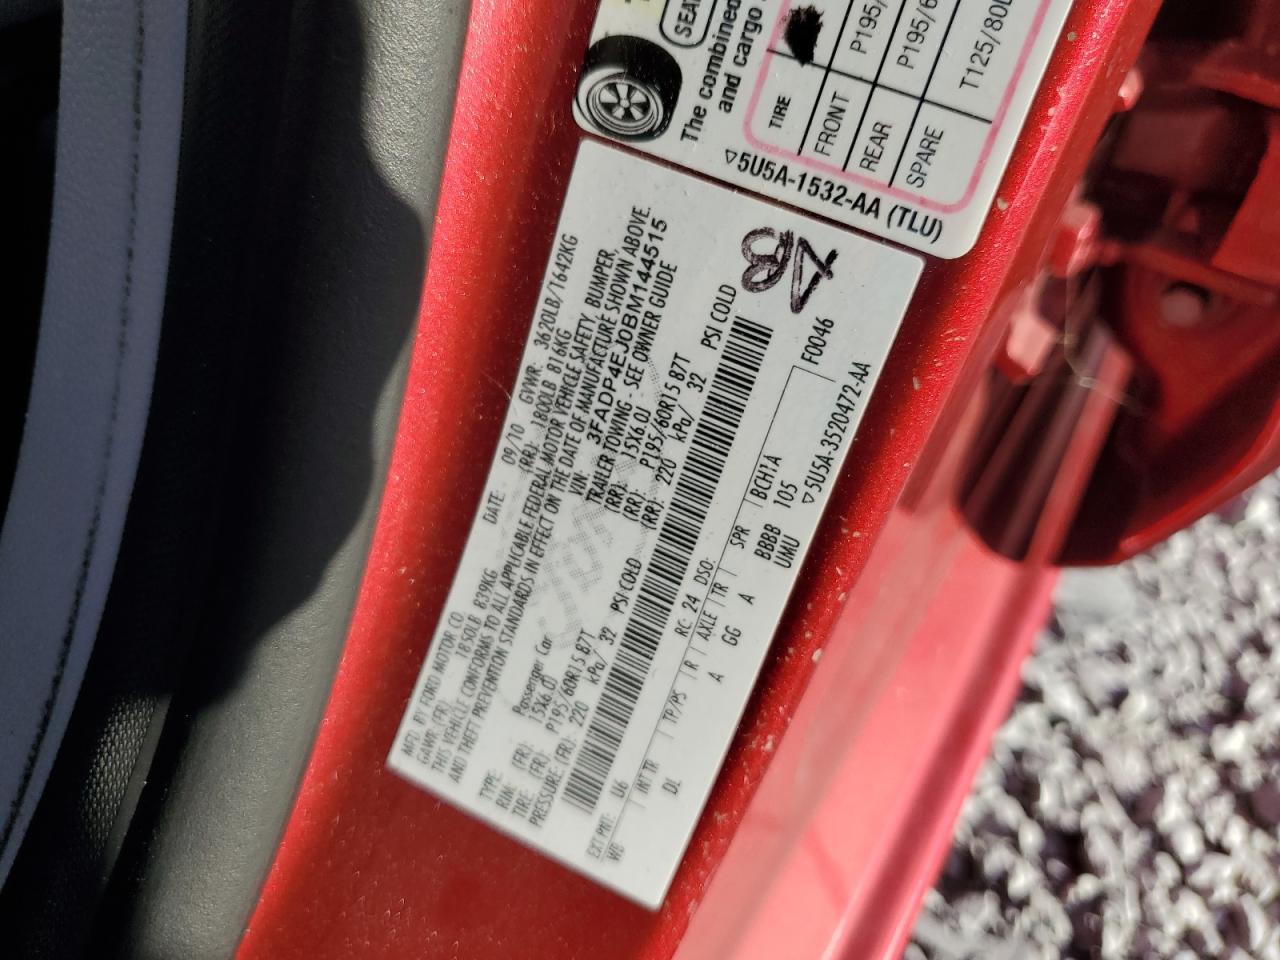 SEAT
The combined
and cargo
TIRE
FRONT P195/
REAR P195/6
SPARE T125/80
▽5U5A-1532-AA (TLU)
MFD. BY FORD MOTOR CO. DATE: 09/10 GVWR: 3620LB/1642KG
GAWR: (FR): 1850LB 839KG (RR): 1800LB 816KG
THIS VEHICLE CONFORMS TO ALL APPLICABLE FEDERAL MOTOR VEHICLE SAFETY, BUMPER,
AND THEFT PREVENTION STANDARDS IN EFFECT ON THE DATE OF MANUFACTURE SHOWN ABOVE.
VIN: 3FADP4EJ0BM144515
TYPE: Passenger Car TRAILER TOWING - SEE OWNER GUIDE
RIM: (FR): 15X6.0J (RR): 15X6.0J
TIRE: (FR): P195/60R15 87T (RR): P195/60R15 87T
PRESSURE: (FR): 220 kPa/ 32 PSI COLD (RR): 220 kPa/ 32 PSI COLD
EXT PNT: U6 RC: 24 DSO: F0046
WB INT TR TP/PS R AXLE TR SPR BCH1A
DL A GG A BBBB 105
UMU ▽5U5A-3520472-AA